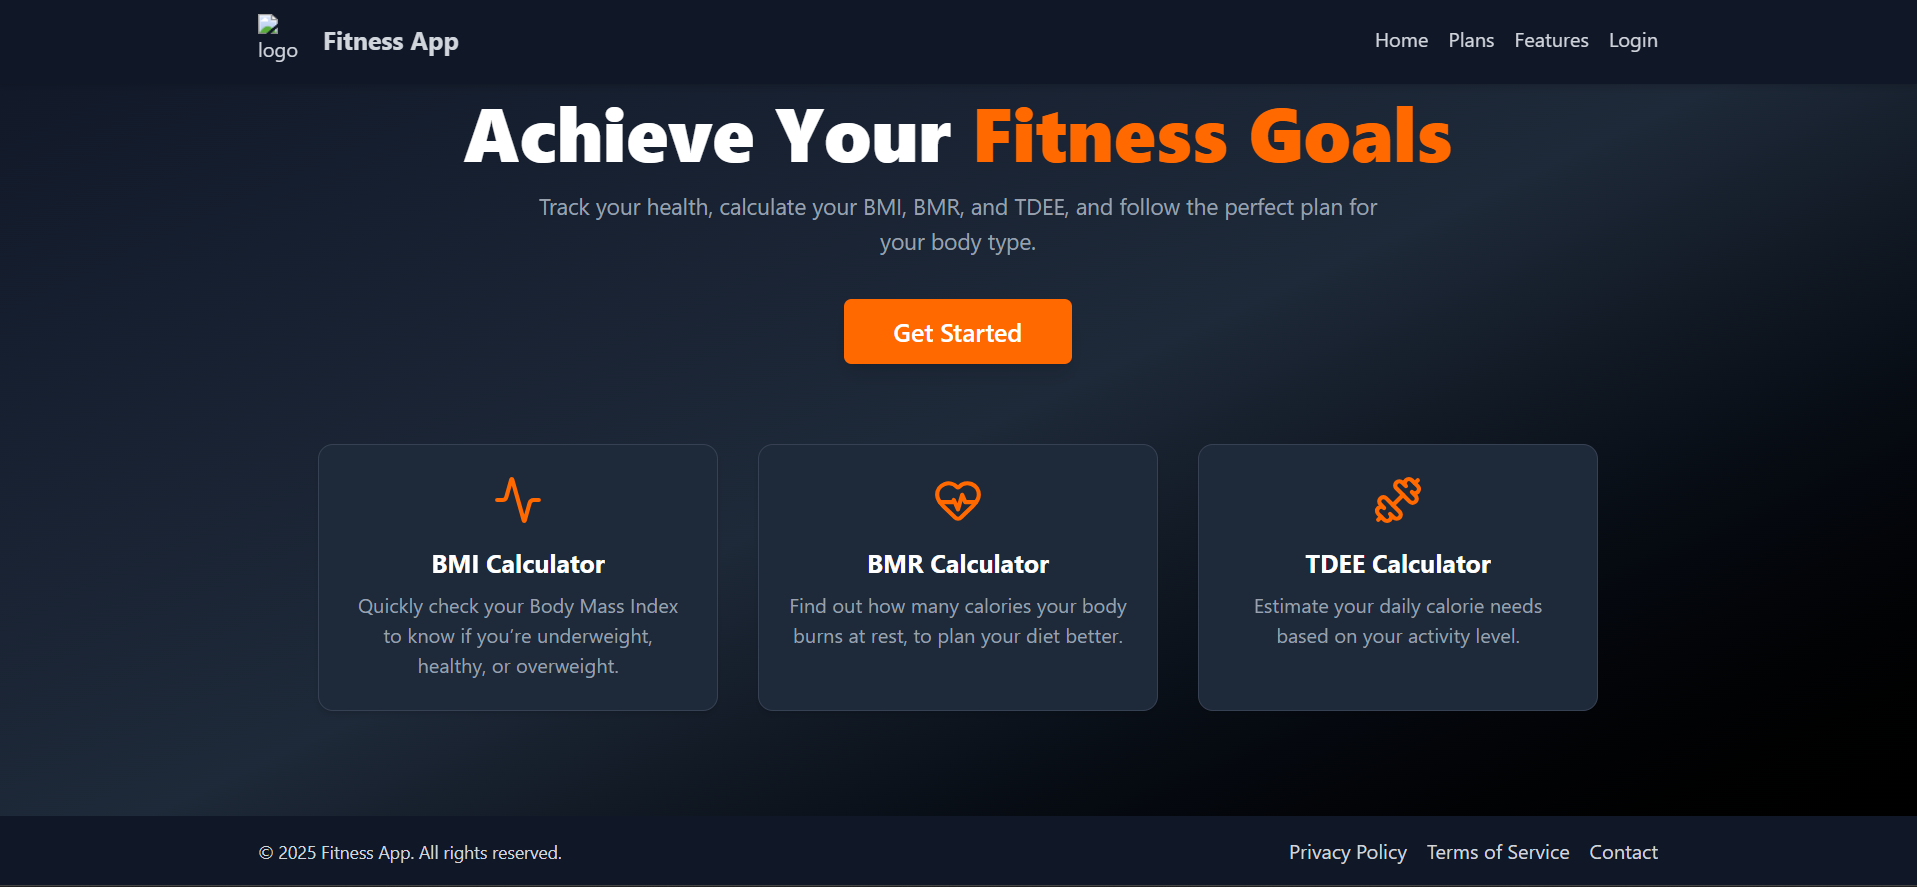 logo
Fitness App
Home
Plans
Features
Login
Achieve Your Fitness Goals
Track your health, calculate your BMI, BMR, and TDEE, and follow the perfect plan for
your body type.
Get Started
BMI Calculator
Quickly check your Body Mass Index
to know if you’re underweight,
healthy, or overweight.
BMR Calculator
Find out how many calories your body
burns at rest, to plan your diet better.
TDEE Calculator
Estimate your daily calorie needs
based on your activity level.
© 2025 Fitness App. All rights reserved.
Privacy Policy
Terms of Service
Contact